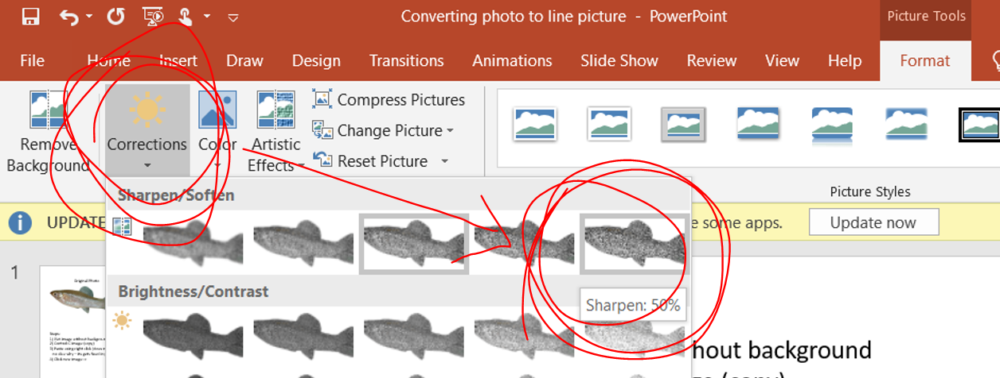 Converting photo to line picture - PowerPoint
Picture Tools
File Home Insert Draw Design Transitions Animations Slide Show Review View Help Format
Remove Background
Corrections
Color
Artistic Effects
Compress Pictures
Change Picture
Reset Picture
Picture Styles
Sharpen/Soften
UPDATE
e some apps.
Update now
1
Original Photo
Brightness/Contrast
Sharpen: 50%
Steps:
hout background
(copy)